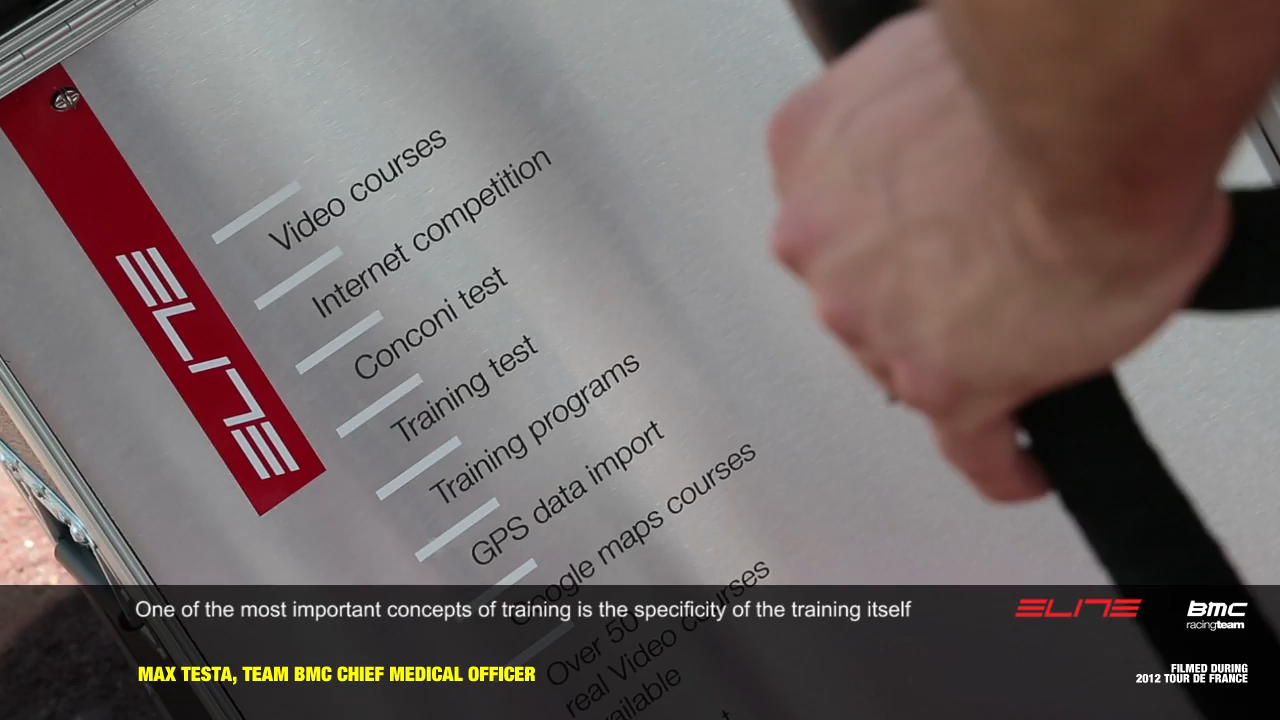 ELITE
Video courses
Internet competition
Conconi test
Training test
Training programs
GPS data import
Google maps courses
Over 50
real Video courses
available
One of the most important concepts of training is the specificity of the training itself
MAX TESTA, TEAM BMC CHIEF MEDICAL OFFICER
ELITE
BMC
racingteam
FILMED DURING
2012 TOUR DE FRANCE